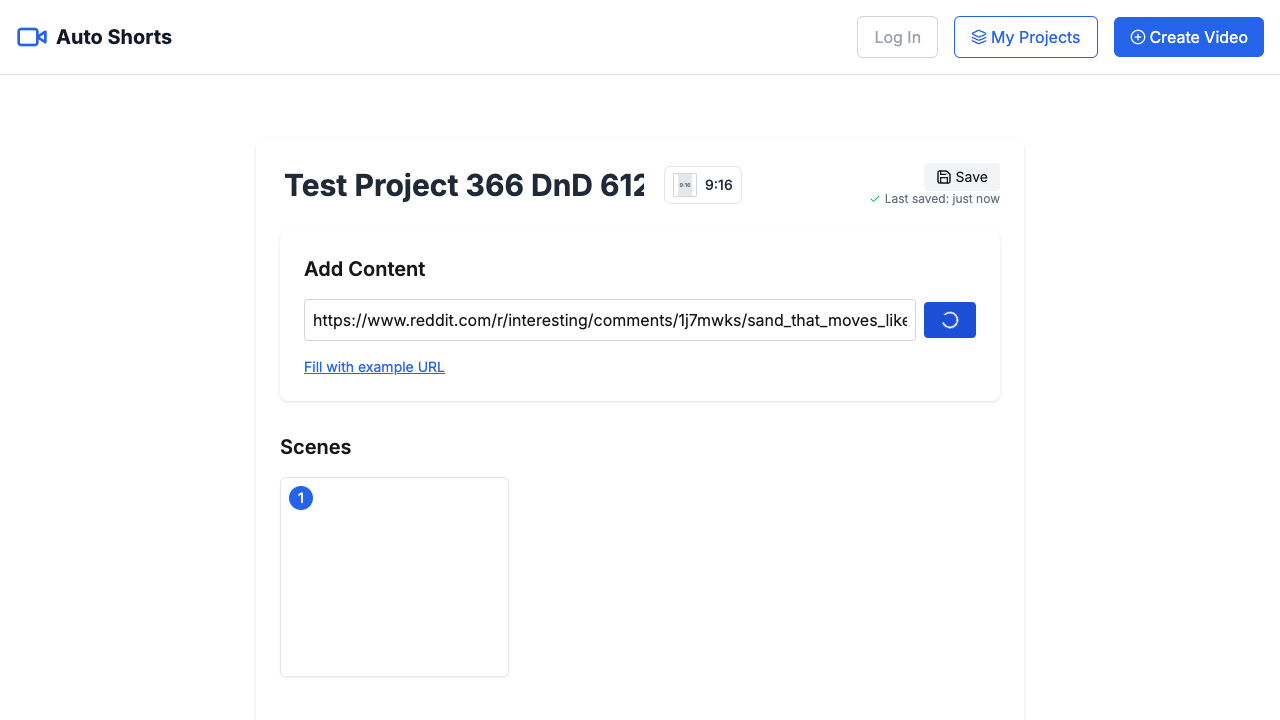 Auto Shorts
Log In
My Projects
Create Video
Test Project 366 DnD 612
9:16
9:16
Save
Last saved: just now
Add Content
https://www.reddit.com/r/interesting/comments/1j7mwks/sand_that_moves_like
Fill with example URL
Scenes
1